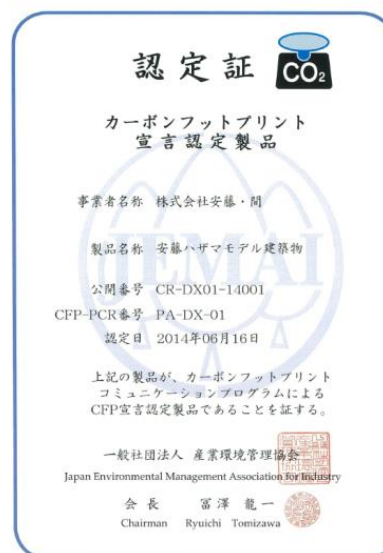 認定証
CO₂
カーボンフットプリント
宣言認定製品
事業者名称 株式会社安藤・間
製品名称 安藤ハザマモデル建築物
公開番号 CR-DX01-14001
CFP-PCR番号 PA-DX-01
認定日 2014年06月16日
JEMAI
上記の製品が、カーボンフットプリント
コミュニケーションプログラムによる
CFP宣言認定製品であることを証する。
一般社団法人 産業環境管理協会
Japan Environmental Management Association for Industry
会長 冨澤 龍一
Chairman Ryuichi Tomizawa